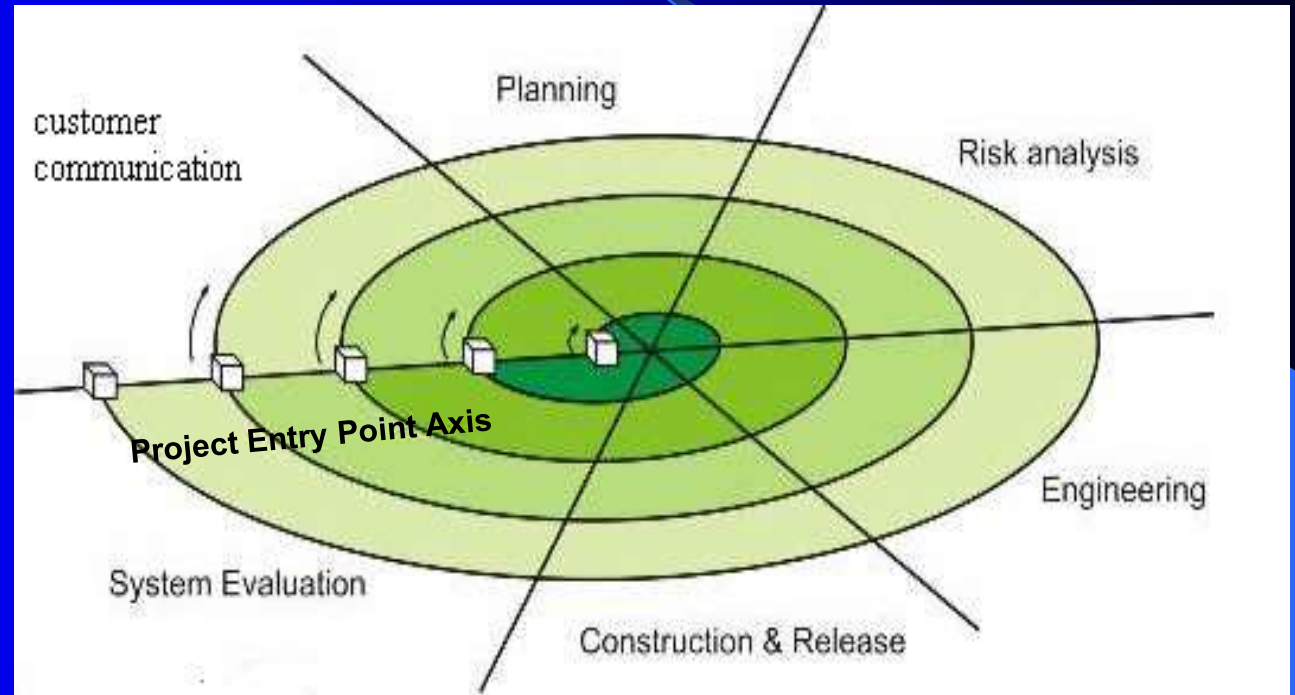 Planning
customer
communication
Risk analysis
Project Entry Point Axis
Engineering
System Evaluation
Construction & Release